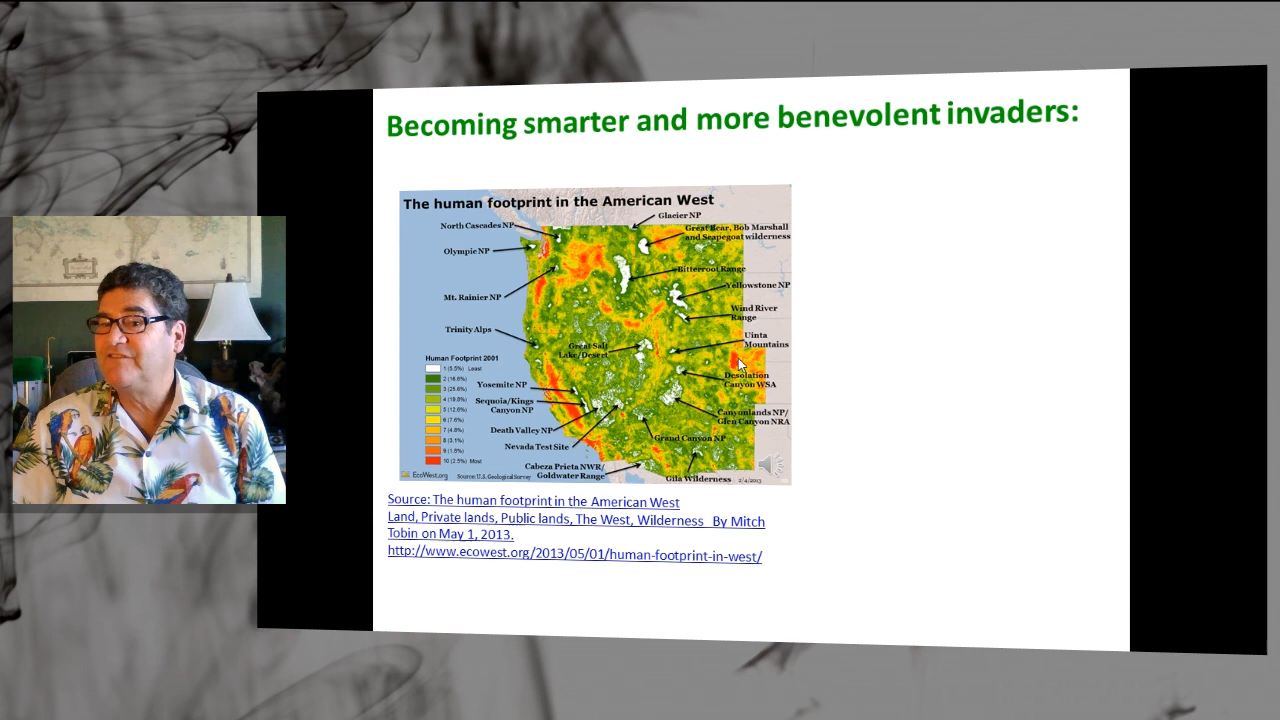 Becoming smarter and more benevolent invaders:
The human footprint in the American West
Glacier NP
North Cascades NP
Great Bear, Bob Marshall
and Scapegoat wilderness
Olympic NP
Bitterroot Range
Yellowstone NP
Mt. Rainier NP
Wind River
Range
Trinity Alps
Uinta
Mountains
Great Salt
Lake/Desert
Human Footprint 2001
1 (5.5%) Least
2 (16.6%)
3 (25.6%)
4 (19.8%)
5 (12.6%)
6 (7.6%)
7 (4.8%)
8 (3.1%)
9 (1.5%)
10 (2.5%) Most
Desolation
Canyon WSA
Yosemite NP
Sequoia/Kings
Canyon NP
Canyonlands NP/
Glen Canyon NRA
Death Valley NP
Grand Canyon NP
Nevada Test Site
Cabeza Prieta NWR/
Goldwater Range
Gila Wilderness
EcoWest.org
Source: U.S. Geological Survey
2/4/2013
Source: The human footprint in the American West
Land, Private lands, Public lands, The West, Wilderness By Mitch
Tobin on May 1, 2013.
http://www.ecowest.org/2013/05/01/human-footprint-in-west/